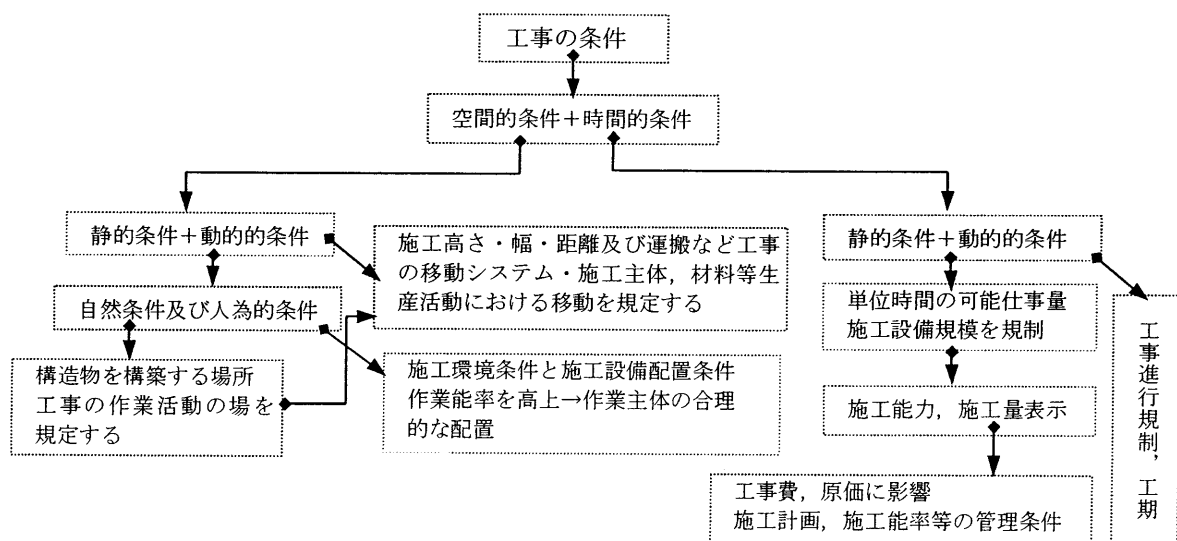 工事の条件
空間的条件＋時間的条件
静的条件＋動的的条件
施工高さ・幅・距離及び運搬など工事
の移動システム・施工主体，材料等生
産活動における移動を規定する
自然条件及び人為的条件
構造物を構築する場所
工事の作業活動の場を
規定する
施工環境条件と施工設備配置条件
作業能率を高上→作業主体の合理
的な配置
静的条件＋動的的条件
単位時間の可能仕事量
施工設備規模を規制
施工能力，施工量表示
工事費，原価に影響
施工計画，施工能率等の管理条件
工事進行規制，工期